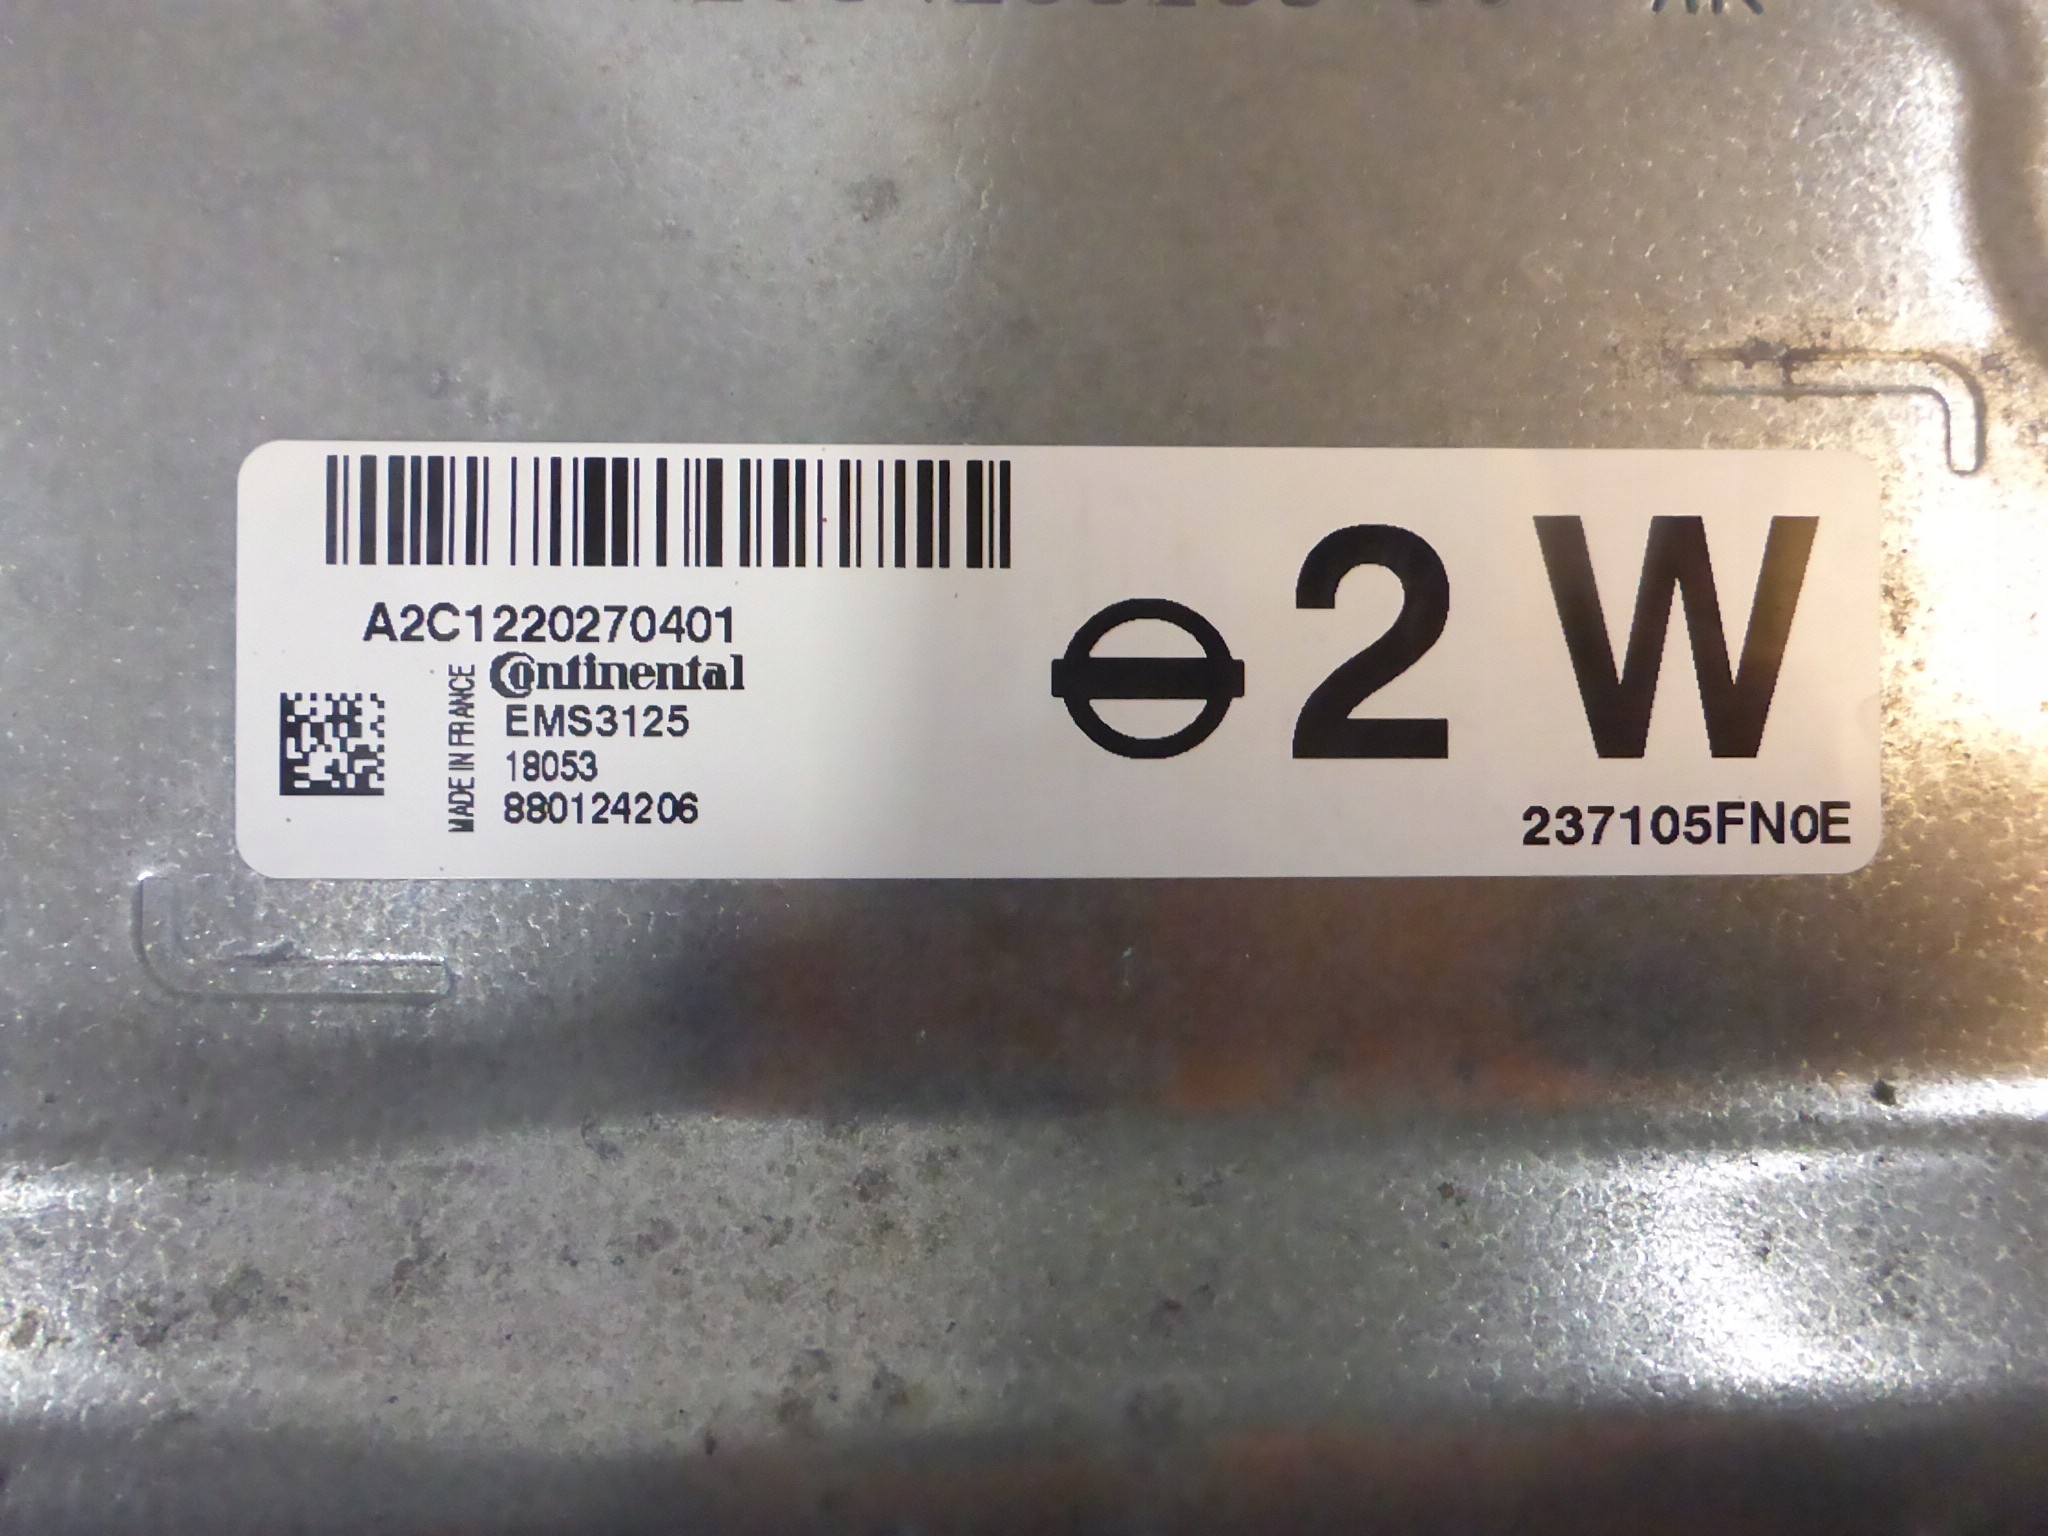 A2C1220270401
MADE IN FRANCE
Continental
EMS3125
18053
880124206
2 W
237105FN0E